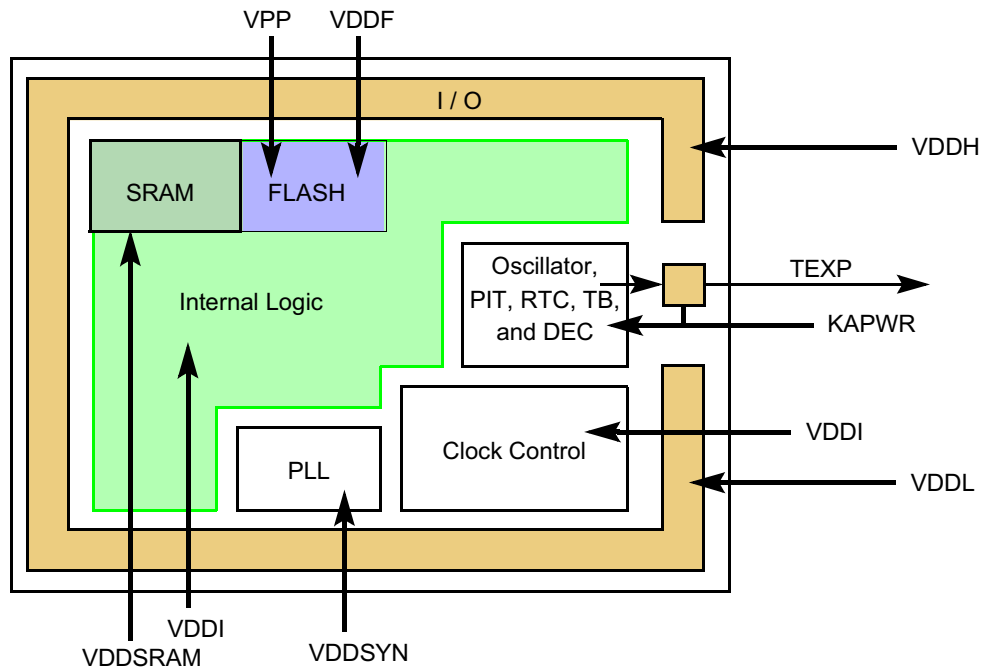 VPP VDDF
I / O
VDDH
SRAM FLASH
Oscillator,
PIT, RTC, TB,
and DEC
TEXP
KAPWR
Internal Logic
VDDI
Clock Control
PLL
VDDL
VDDI
VDDSRAM
VDDSYN